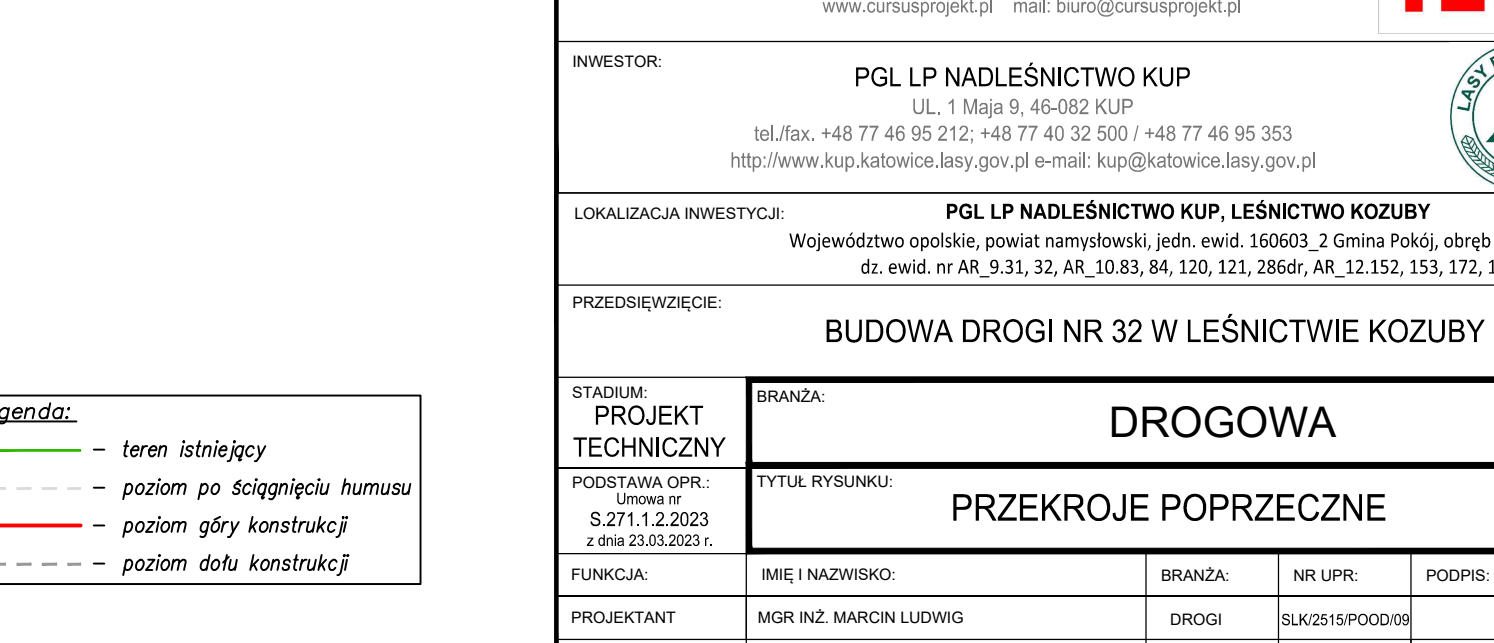 www.cursusprojekt.pl mail: biuro@cursusprojekt.pl
INWESTOR:
PGL LP NADLEŚNICTWO KUP
UL. 1 Maja 9, 46-082 KUP
tel./fax. +48 77 46 95 212; +48 77 40 32 500 / +48 77 46 95 353
http://www.kup.katowice.lasy.gov.pl e-mail: kup@katowice.lasy.gov.pl
LASY
LOKALIZACJA INWESTYCJI: PGL LP NADLEŚNICTWO KUP, LEŚNICTWO KOZUBY
Województwo opolskie, powiat namysłowski, jedn. ewid. 160603_2 Gmina Pokój, obręb
dz. ewid. nr AR_9.31, 32, AR_10.83, 84, 120, 121, 286dr, AR_12.152, 153, 172, 1
PRZEDSIĘWZIĘCIE:
BUDOWA DROGI NR 32 W LEŚNICTWIE KOZUBY
STADIUM:
PROJEKT
TECHNICZNY
BRANŻA:
DROGOWA
PODSTAWA OPR.:
Umowa nr
S.271.1.2.2023
z dnia 23.03.2023 r.
TYTUŁ RYSUNKU:
PRZEKROJE POPRZECZNE
FUNKCJA: IMIĘ I NAZWISKO: BRANŻA: NR UPR: PODPIS:
PROJEKTANT MGR INŻ. MARCIN LUDWIG DROGI SLK/2515/POOD/09
genda:
– teren istniejący
– poziom po ściągnięciu humusu
– poziom góry konstrukcji
– poziom dołu konstrukcji